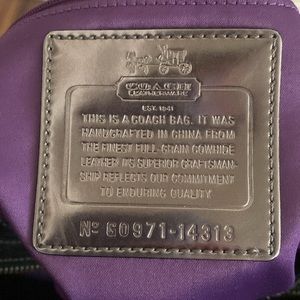 COACH
LEATHERWARE
EST. 1941
THIS IS A COACH BAG. IT WAS
HANDCRAFTED IN CHINA FROM
THE FINEST FULL-GRAIN COWHIDE
LEATHER. ITS SUPERIOR CRAFTSMAN-
SHIP REFLECTS OUR COMMITMENT
TO ENDURING QUALITY.
Nº G0971-14313